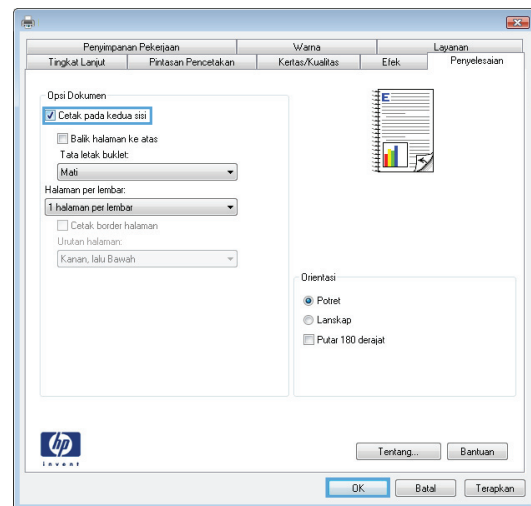 Penyimpanan Pekerjaan Warna Layanan
Tingkat Lanjut Pintasan Pencetakan Kertas/Kualitas Efek Penyelesaian
Opsi Dokumen
Cetak pada kedua sisi
Balik halaman ke atas
Tata letak buklet:
Mati
Halaman per lembar:
1 halaman per lembar
Cetak border halaman
Urutan halaman:
Kanan, lalu Bawah
E
Orientasi
Potret
Lanskap
Putar 180 derajat
hp
invent
Tentang... Bantuan
OK Batal Terapkan